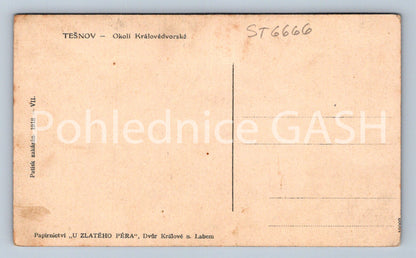 TEŠNOV – Okolí Královédvorské
ST6666
Pohlednice GASH
Papírnictví „U ZLATÉHO PÉRA", Dvůr Králové n. Labem